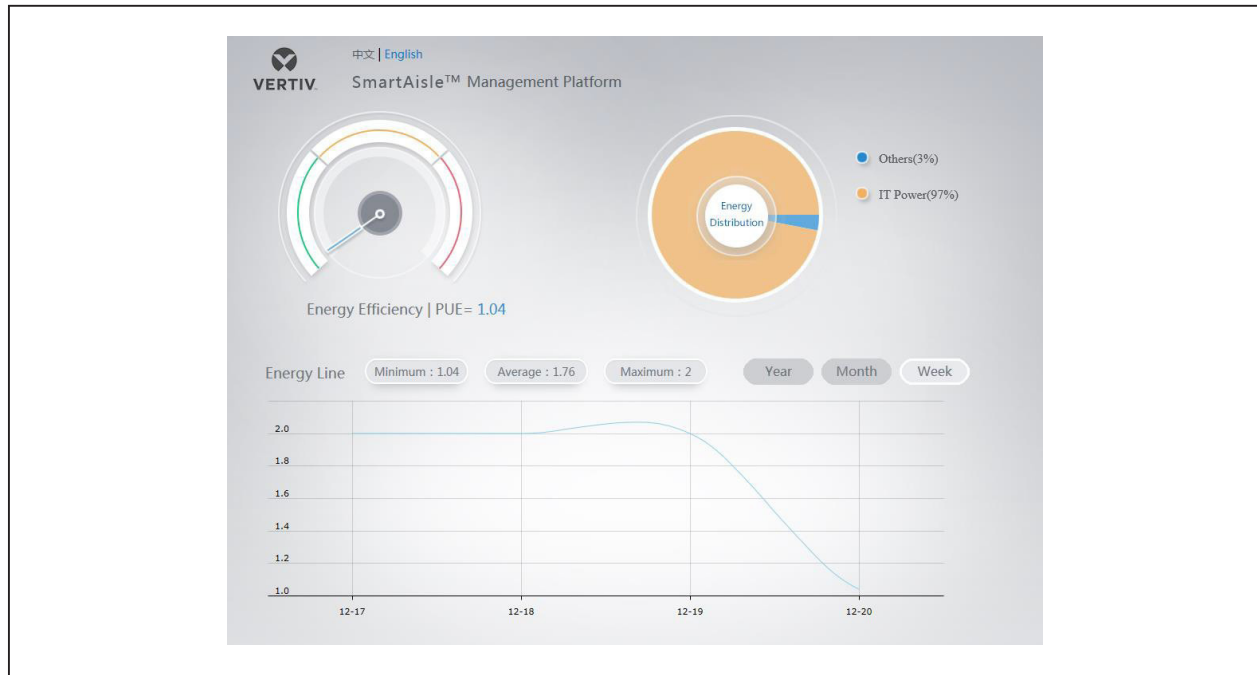 中文 | English
VERTIV.
SmartAisle™ Management Platform
Others(3%)
IT Power(97%)
Energy
Distribution
Energy Efficiency | PUE= 1.04
Energy Line
Minimum : 1.04
Average : 1.76
Maximum : 2
Year
Month
Week
2.0
1.8
1.6
1.4
1.2
1.0
12-17
12-18
12-19
12-20